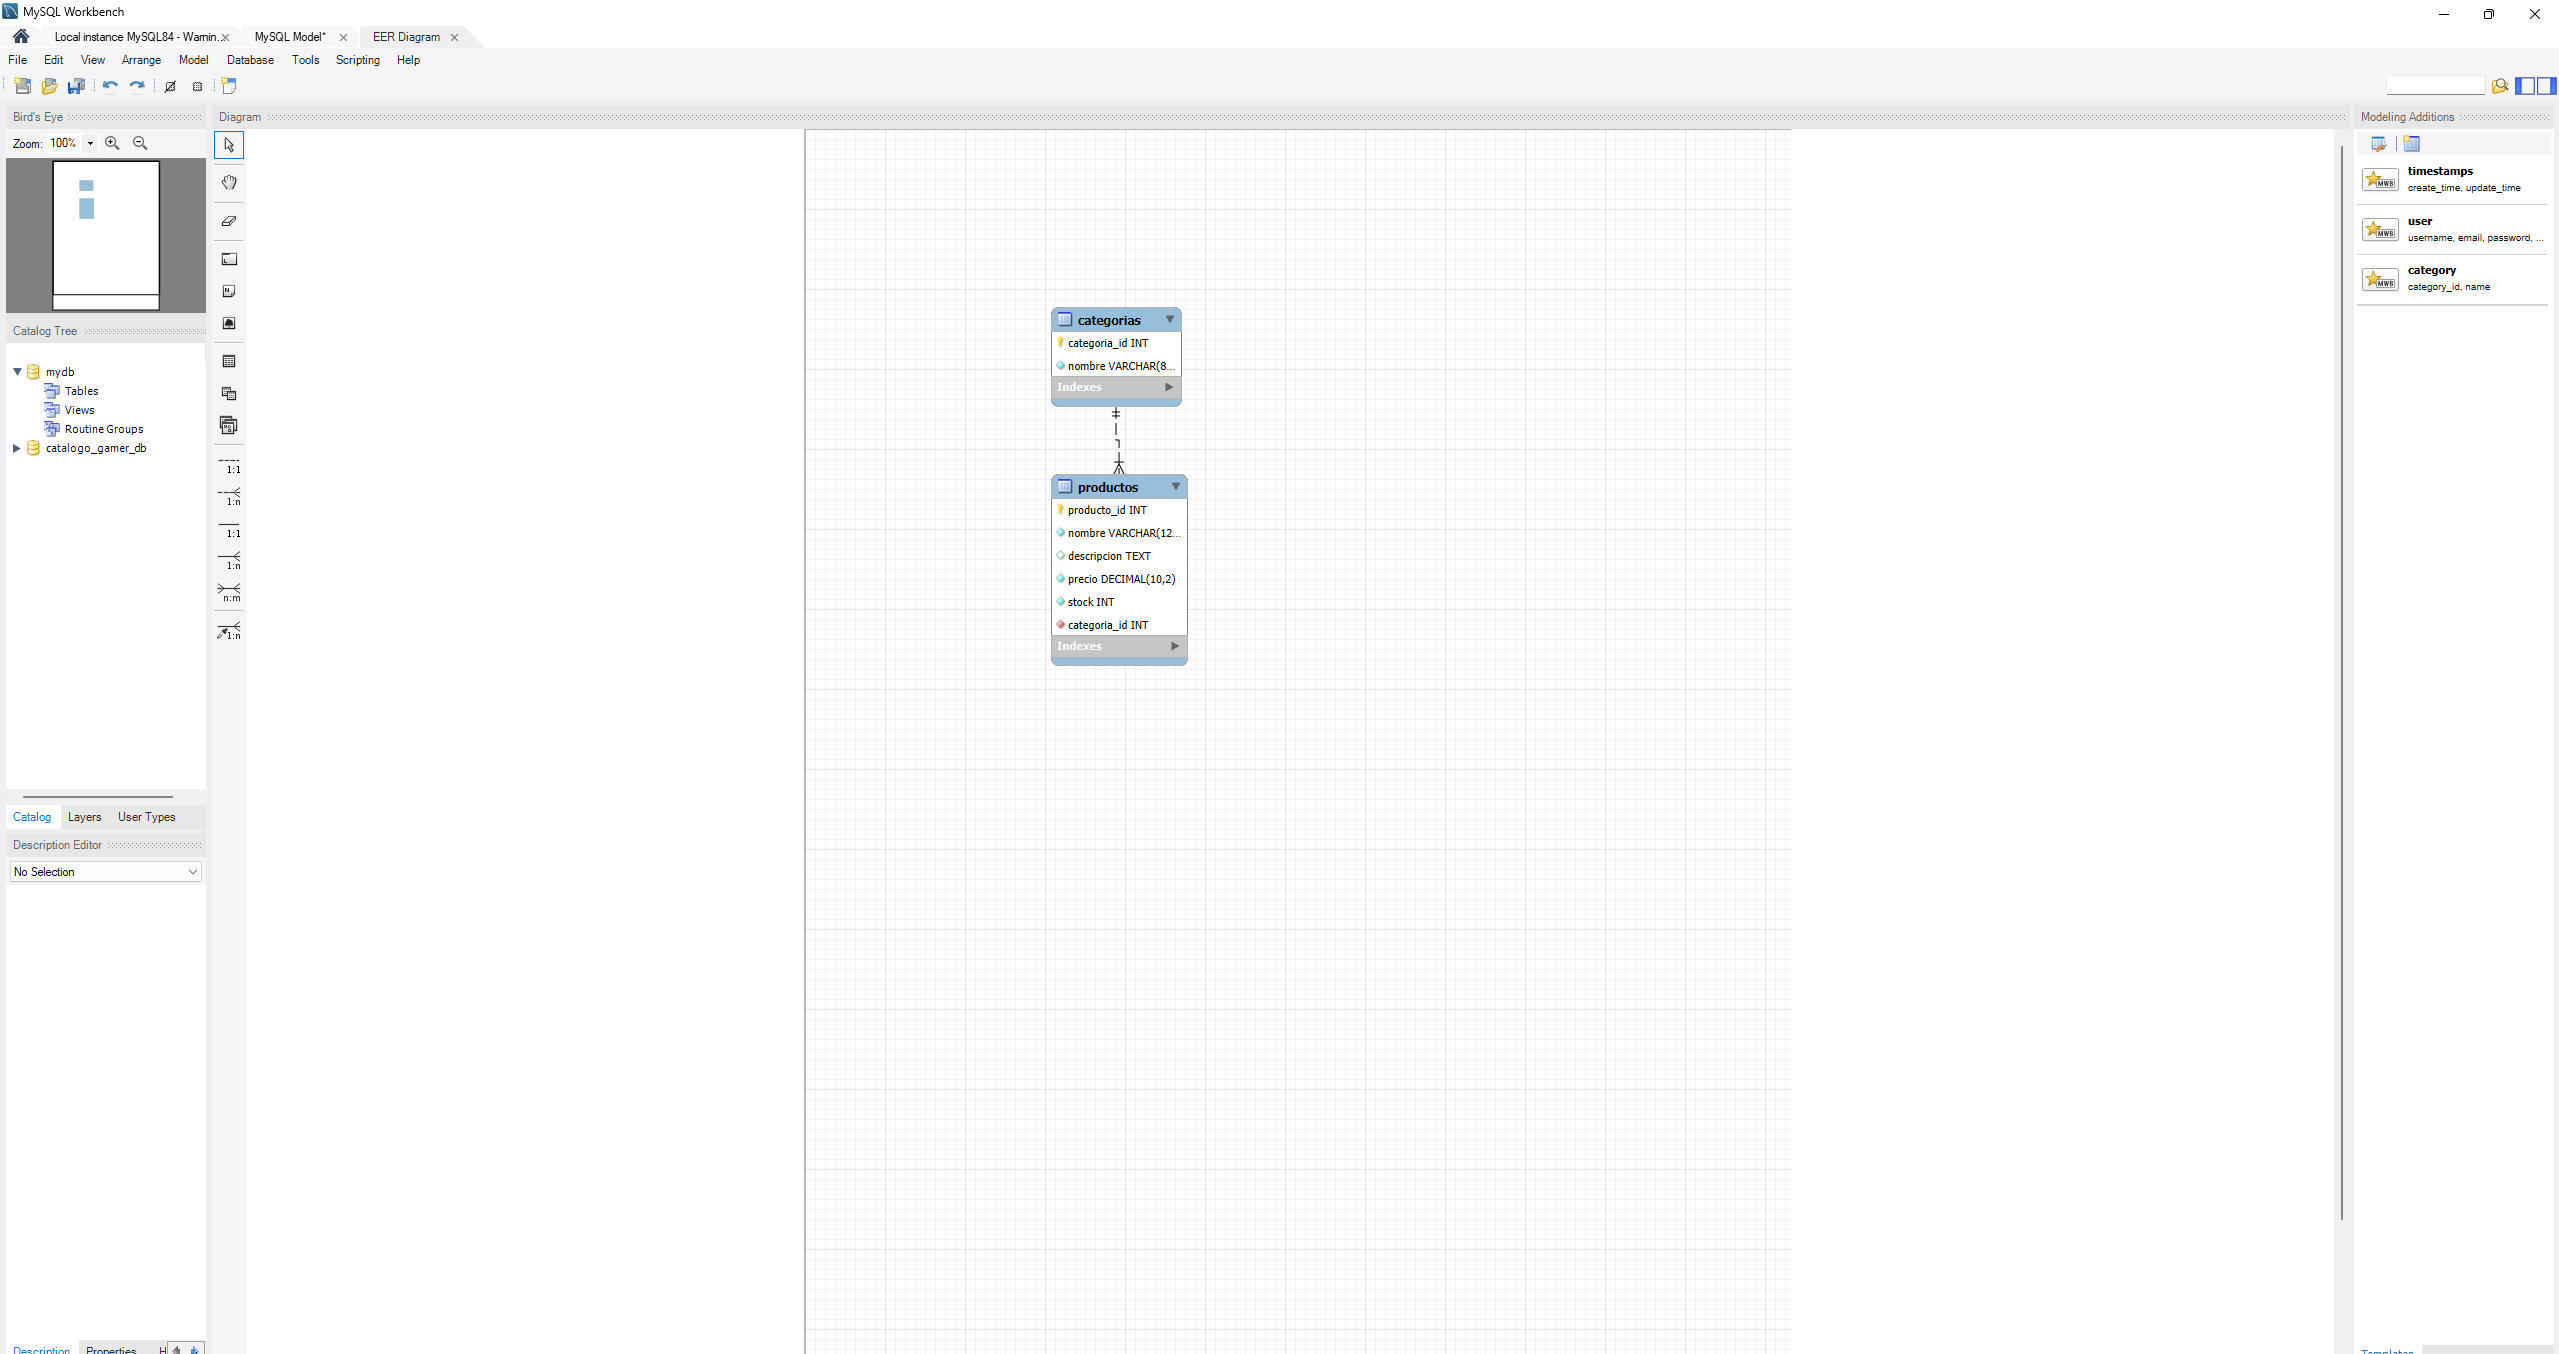 MySQL Workbench
Local instance MySQL84 - Warnin...
MySQL Model*
EER Diagram
File Edit View Arrange Model Database Tools Scripting Help
Bird's Eye
Diagram
Modeling Additions
Zoom: 100%
timestamps
create_time, update_time
user
username, email, password, ...
category
category_id, name
Catalog Tree
mydb
Tables
Views
Routine Groups
catalogo_gamer_db
1:1
1:n
1:1
1:n
n:m
1:n
categorias
categoria_id INT
nombre VARCHAR(8...
Indexes
productos
producto_id INT
nombre VARCHAR(12...
descripcion TEXT
precio DECIMAL(10,2)
stock INT
categoria_id INT
Indexes
Catalog Layers User Types
Description Editor
No Selection
Description Properties H
Templates